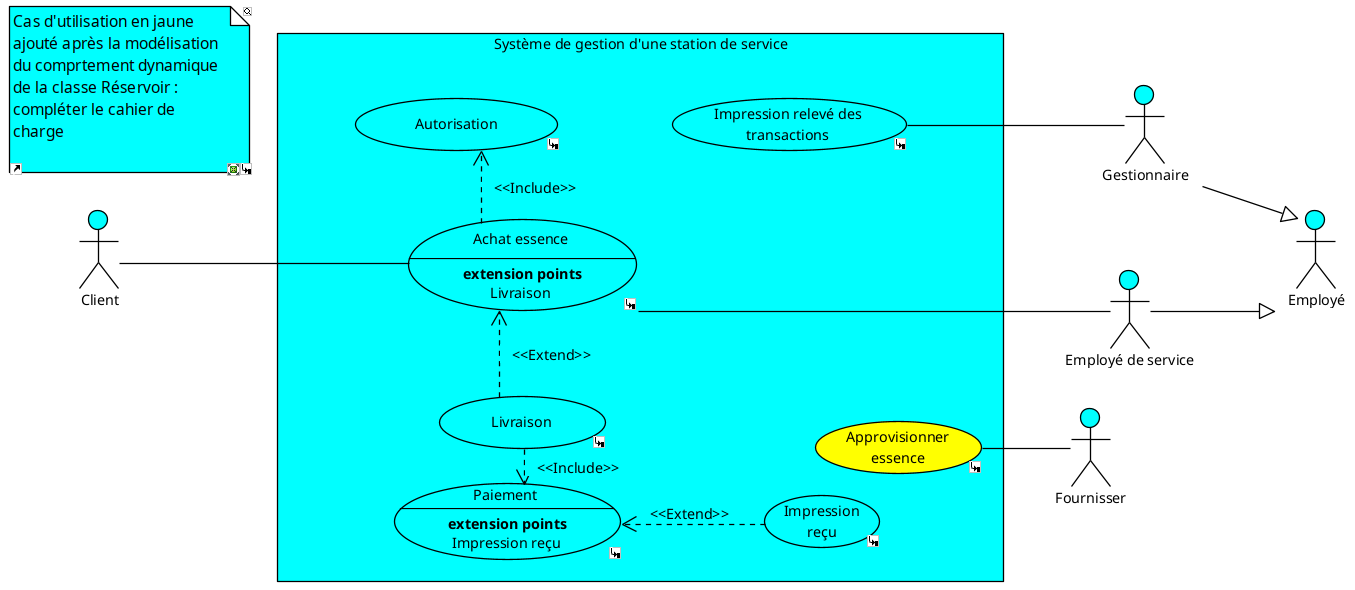 Cas d'utilisation en jaune
ajouté après la modélisation
du comprtement dynamique
de la classe Réservoir :
compléter le cahier de
charge
Système de gestion d'une station de service
Autorisation
Impression relevé des
transactions
Gestionnaire
<<Include>>
Achat essence
extension points
Livraison
Client
Employé
<<Extend>>
Employé de service
Livraison
Approvisionner
essence
<<Include>>
Fournisser
Paiement
extension points
Impression reçu
<<Extend>>
Impression
reçu